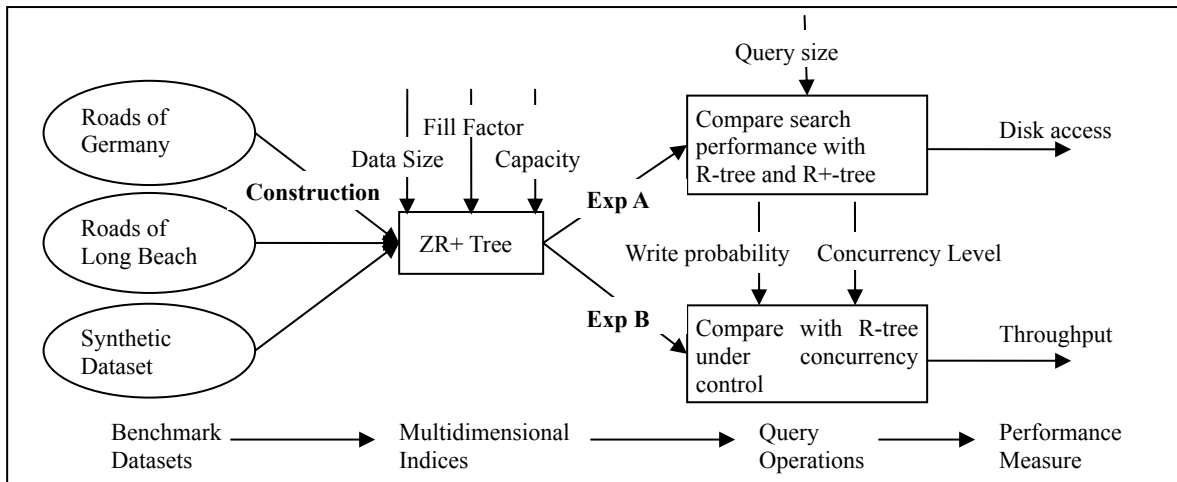 Query size
Roads of
Germany
Fill Factor
Data Size
Capacity
Compare search
performance with
R-tree and R+-tree
Disk access
Construction
Exp A
Roads of
Long Beach
ZR+ Tree
Write probability
Concurrency Level
Exp B
Synthetic
Dataset
Compare with R-tree
under concurrency
control
Throughput
Benchmark
Datasets
Multidimensional
Indices
Query
Operations
Performance
Measure